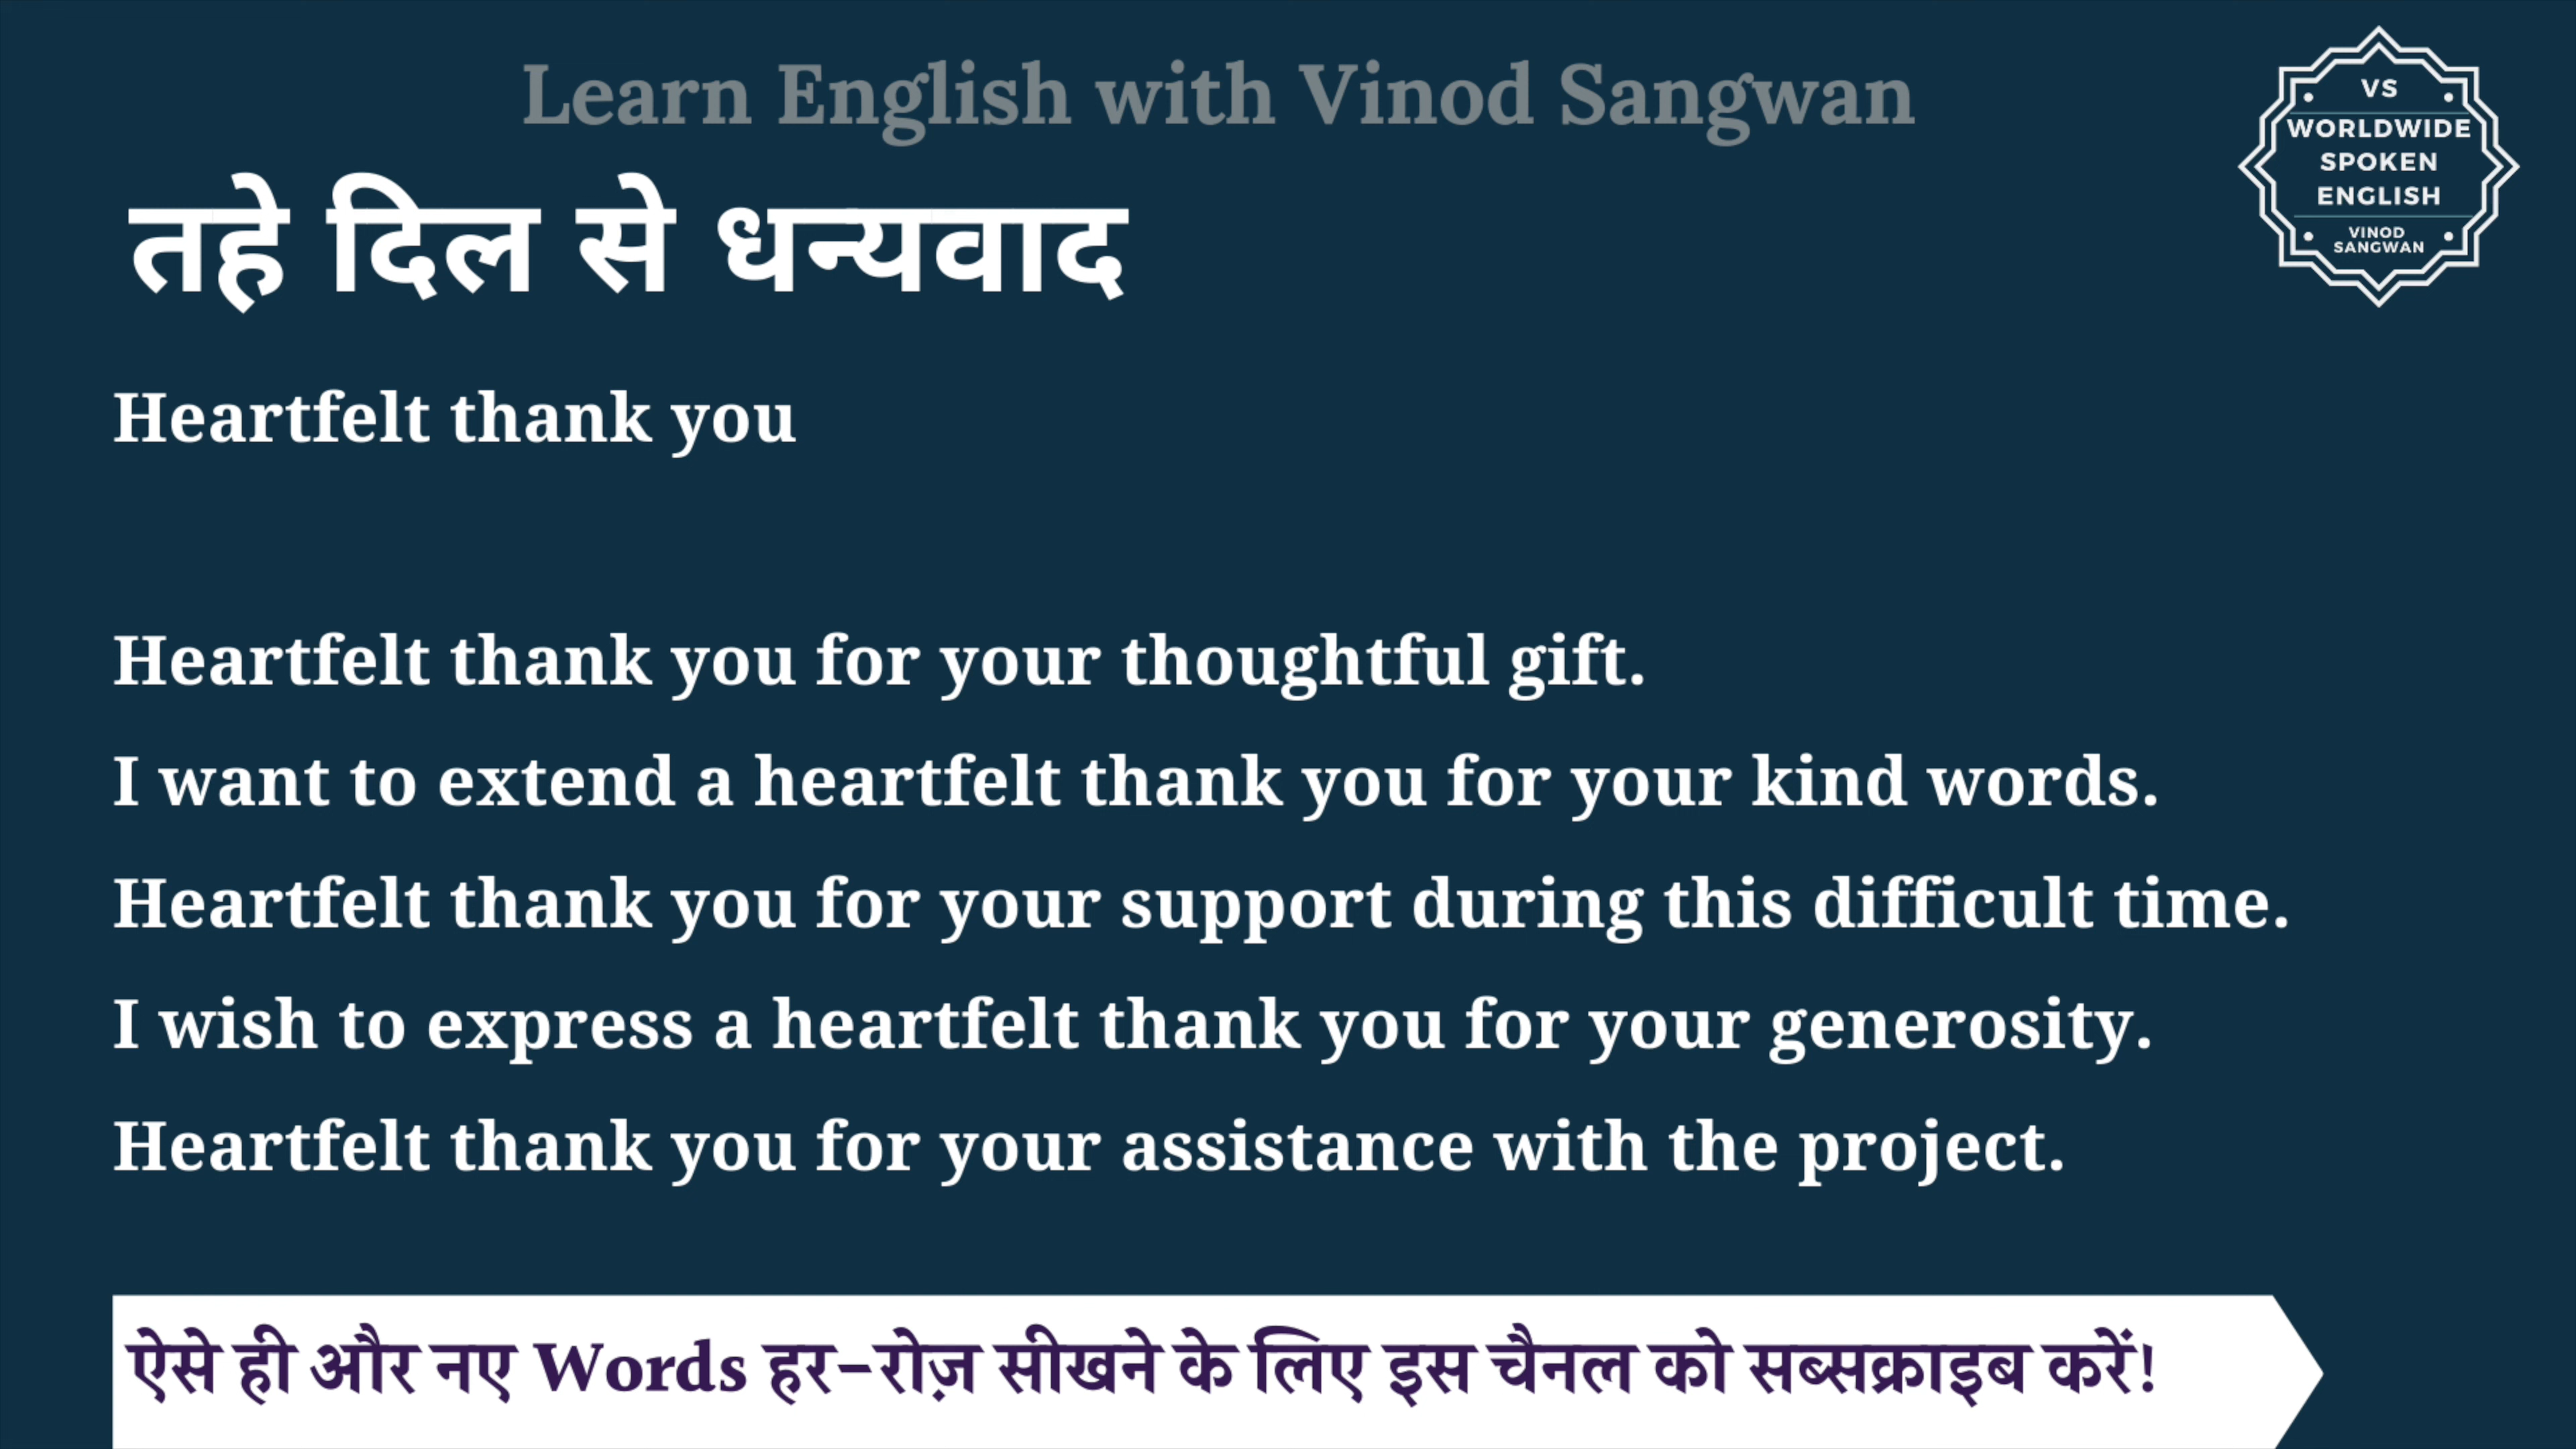 Learn English with Vinod Sangwan
VS
WORLDWIDE
SPOKEN
ENGLISH
VINOD
SANGWAN
तहे दिल से धन्यवाद
Heartfelt thank you
Heartfelt thank you for your thoughtful gift.
I want to extend a heartfelt thank you for your kind words.
Heartfelt thank you for your support during this difficult time.
I wish to express a heartfelt thank you for your generosity.
Heartfelt thank you for your assistance with the project.
ऐसे ही और नए Words हर-रोज़ सीखने के लिए इस चैनल को सब्सक्राइब करें!